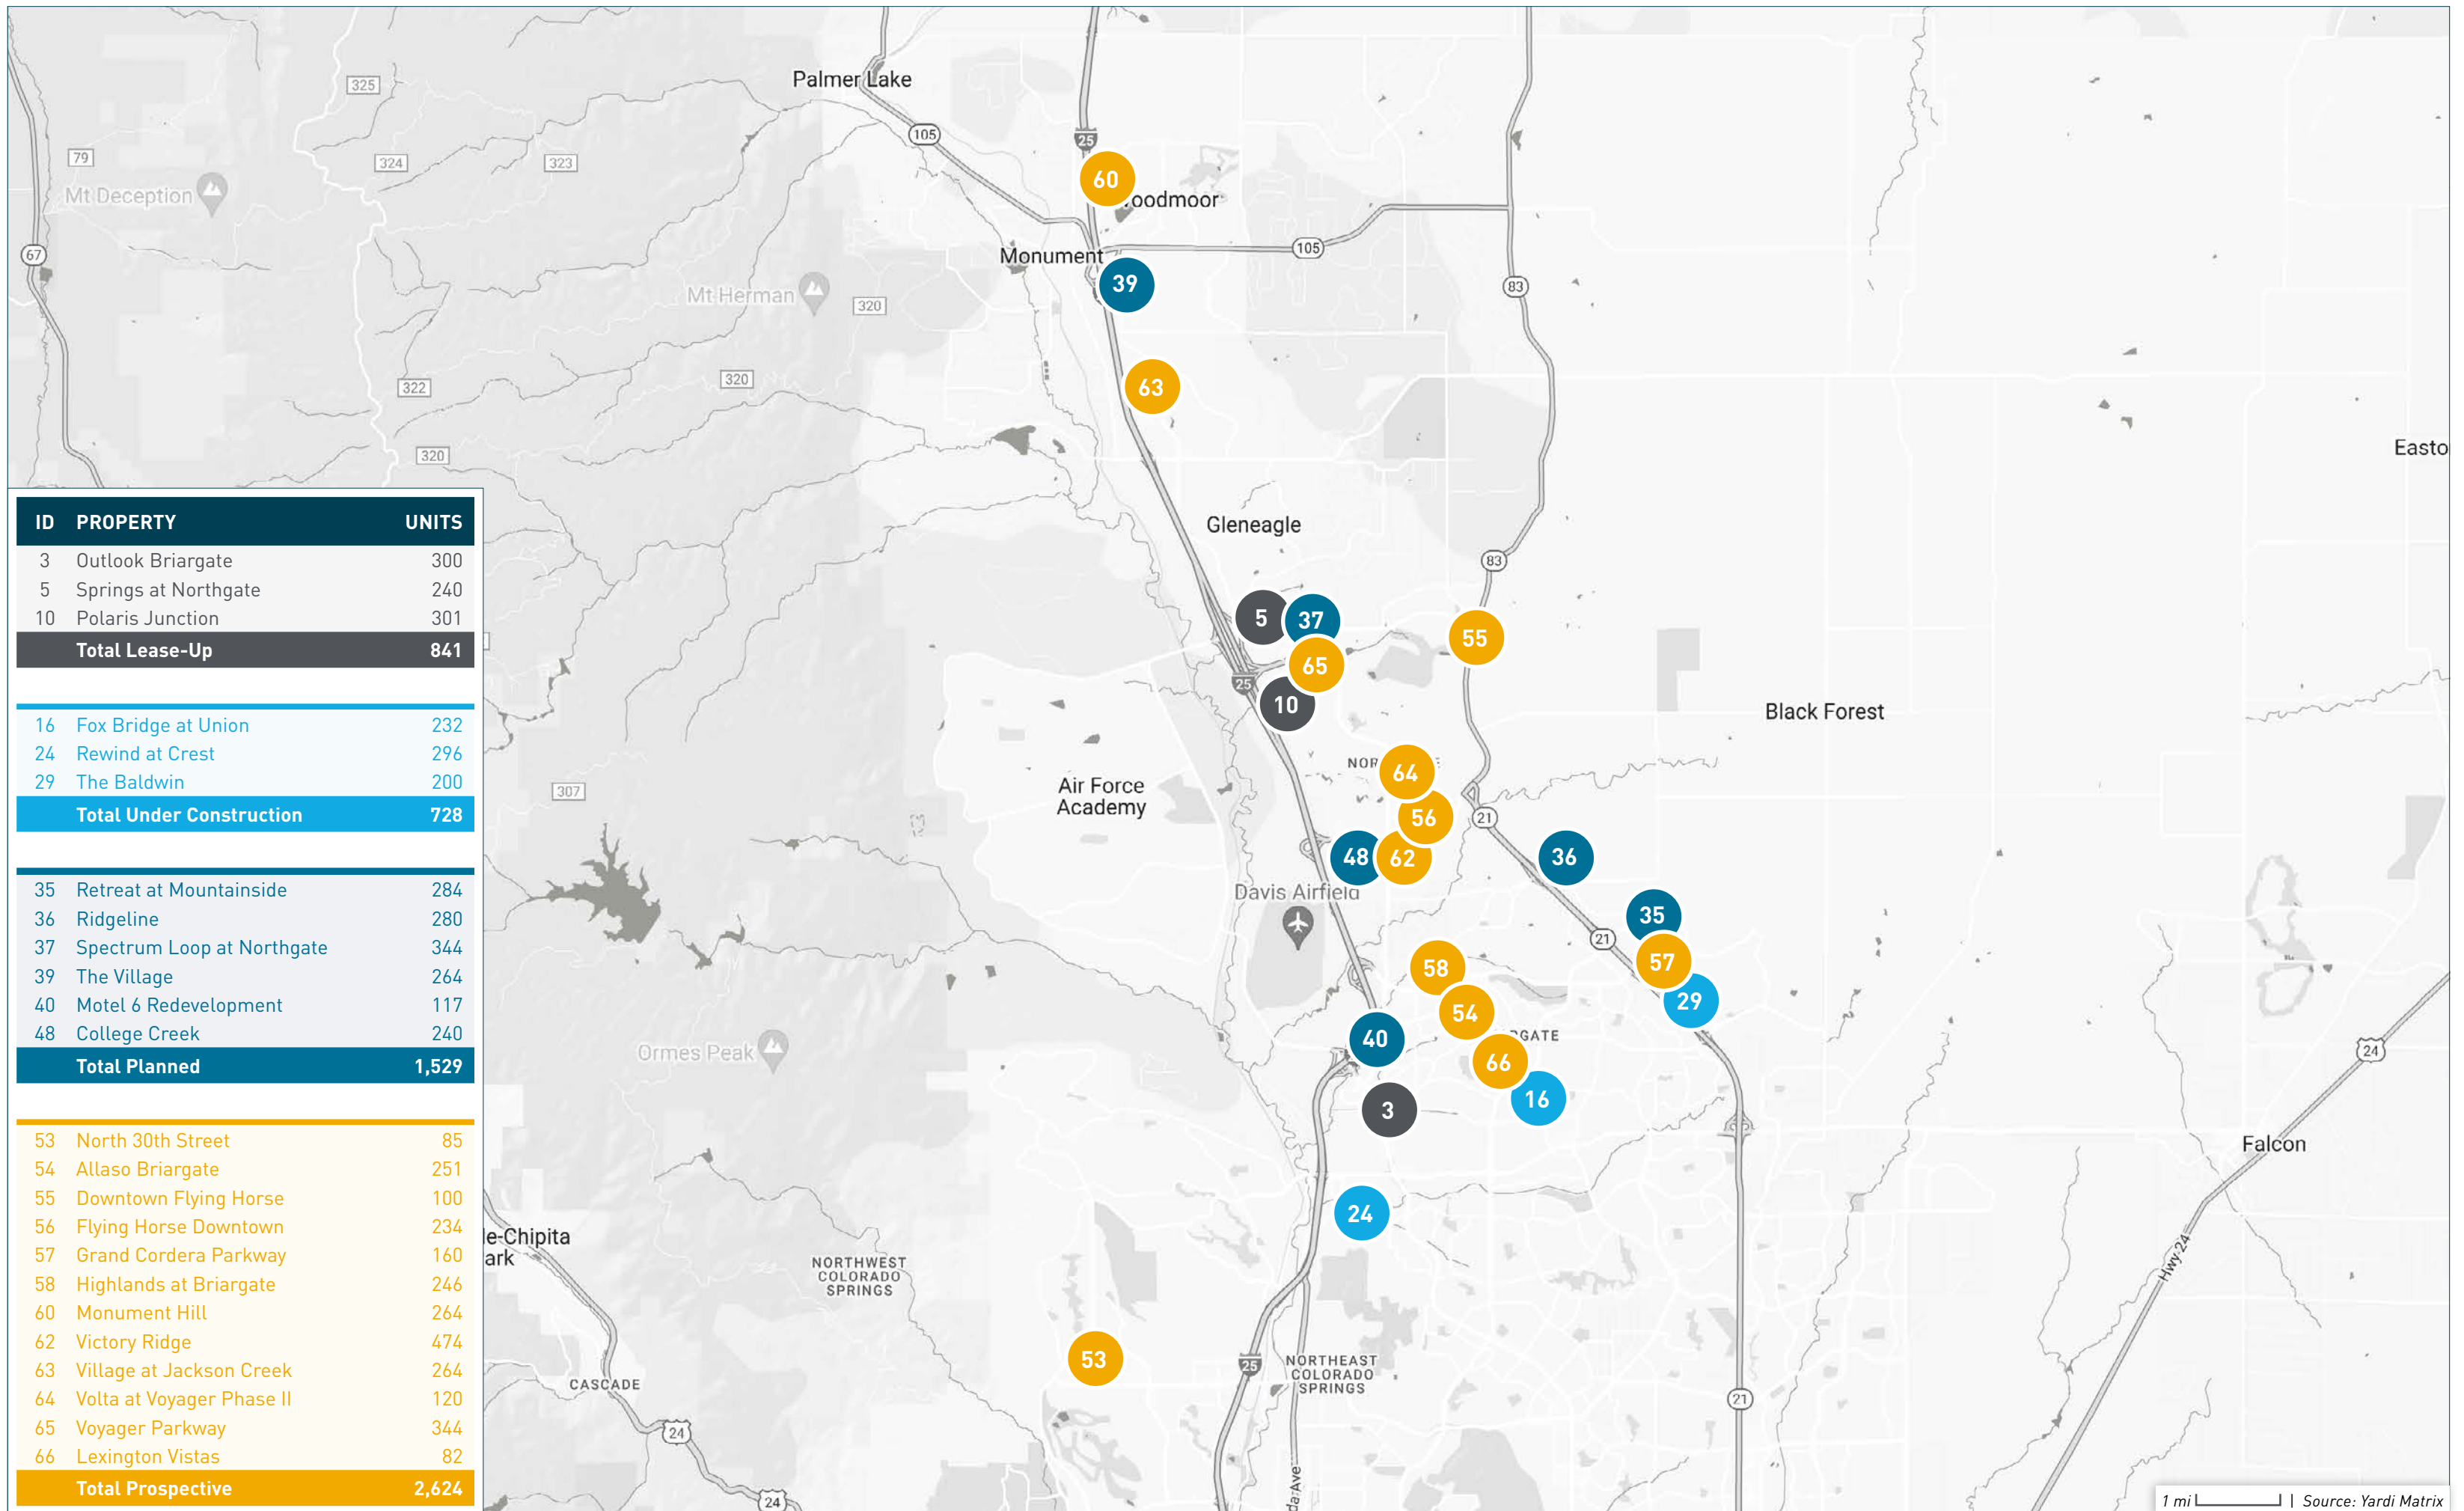 Palmer Lake
325
105
25
79
324
323
60
Mt Deception
oodmoor
67
Monument
105
39
83
Mt Herman
320
63
320
322
320
Easto
ID PROPERTY UNITS
3 Outlook Briargate 300
5 Springs at Northgate 240
10 Polaris Junction 301
Total Lease-Up 841
16 Fox Bridge at Union 232
24 Rewind at Crest 296
29 The Baldwin 200
Total Under Construction 728
35 Retreat at Mountainside 284
36 Ridgeline 280
37 Spectrum Loop at Northgate 344
39 The Village 264
40 Motel 6 Redevelopment 117
48 College Creek 240
Total Planned 1,529
53 North 30th Street 85
54 Allaso Briargate 251
55 Downtown Flying Horse 100
56 Flying Horse Downtown 234
57 Grand Cordera Parkway 160
58 Highlands at Briargate 246
60 Monument Hill 264
62 Victory Ridge 474
63 Village at Jackson Creek 264
64 Volta at Voyager Phase II 120
65 Voyager Parkway 344
66 Lexington Vistas 82
Total Prospective 2,624
Gleneagle
83
5
37
55
65
25
10
Black Forest
NOR
64
Air Force
Academy
307
56
21
48
62
36
Davis Airfield
35
21
57
58
29
54
40
RGATE
Ormes Peak
66
24
16
3
Falcon
24
le-Chipita
ark
NORTHWEST
COLORADO
SPRINGS
Hwy 24
53
25
NORTHEAST
COLORADO
SPRINGS
CASCADE
21
24
24
da Ave
1 mi | Source: Yardi Matrix